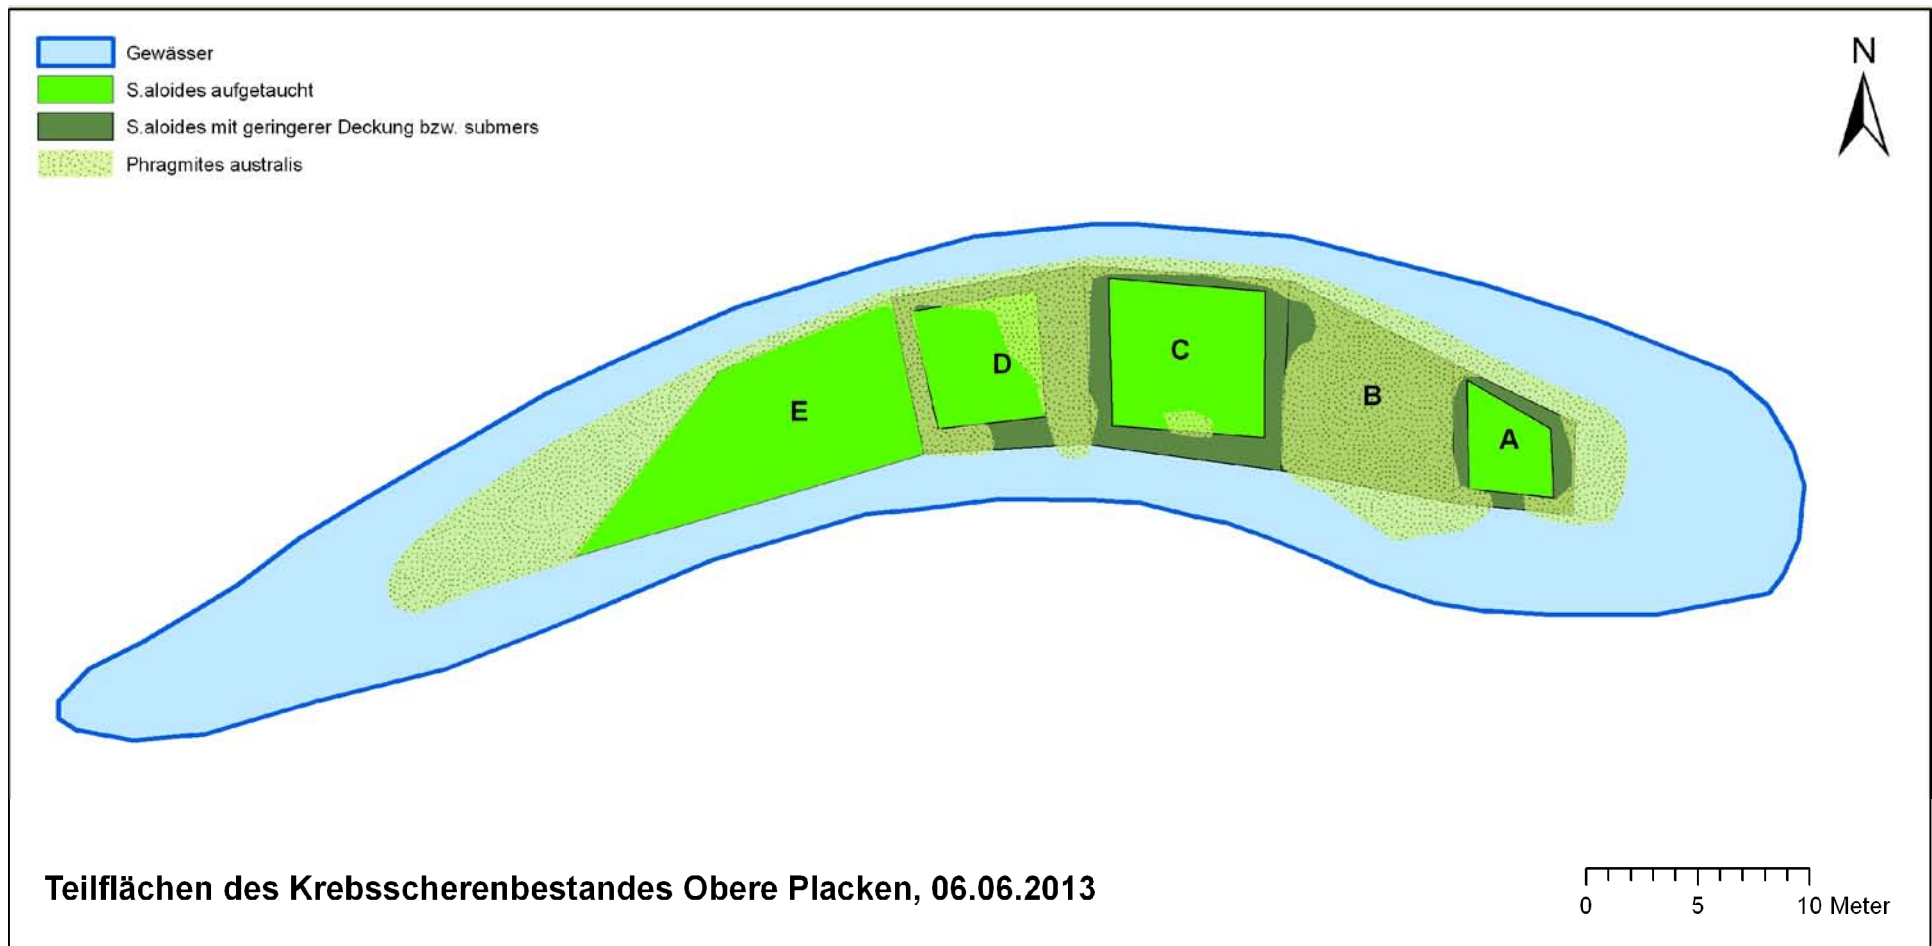 Gewässer
S.aloides aufgetaucht
S.aloides mit geringerer Deckung bzw. submers
Phragmites australis
N
C
D
B
E
A
Teilflächen des Krebsscherenbestandes Obere Placken, 06.06.2013
0 5 10 Meter